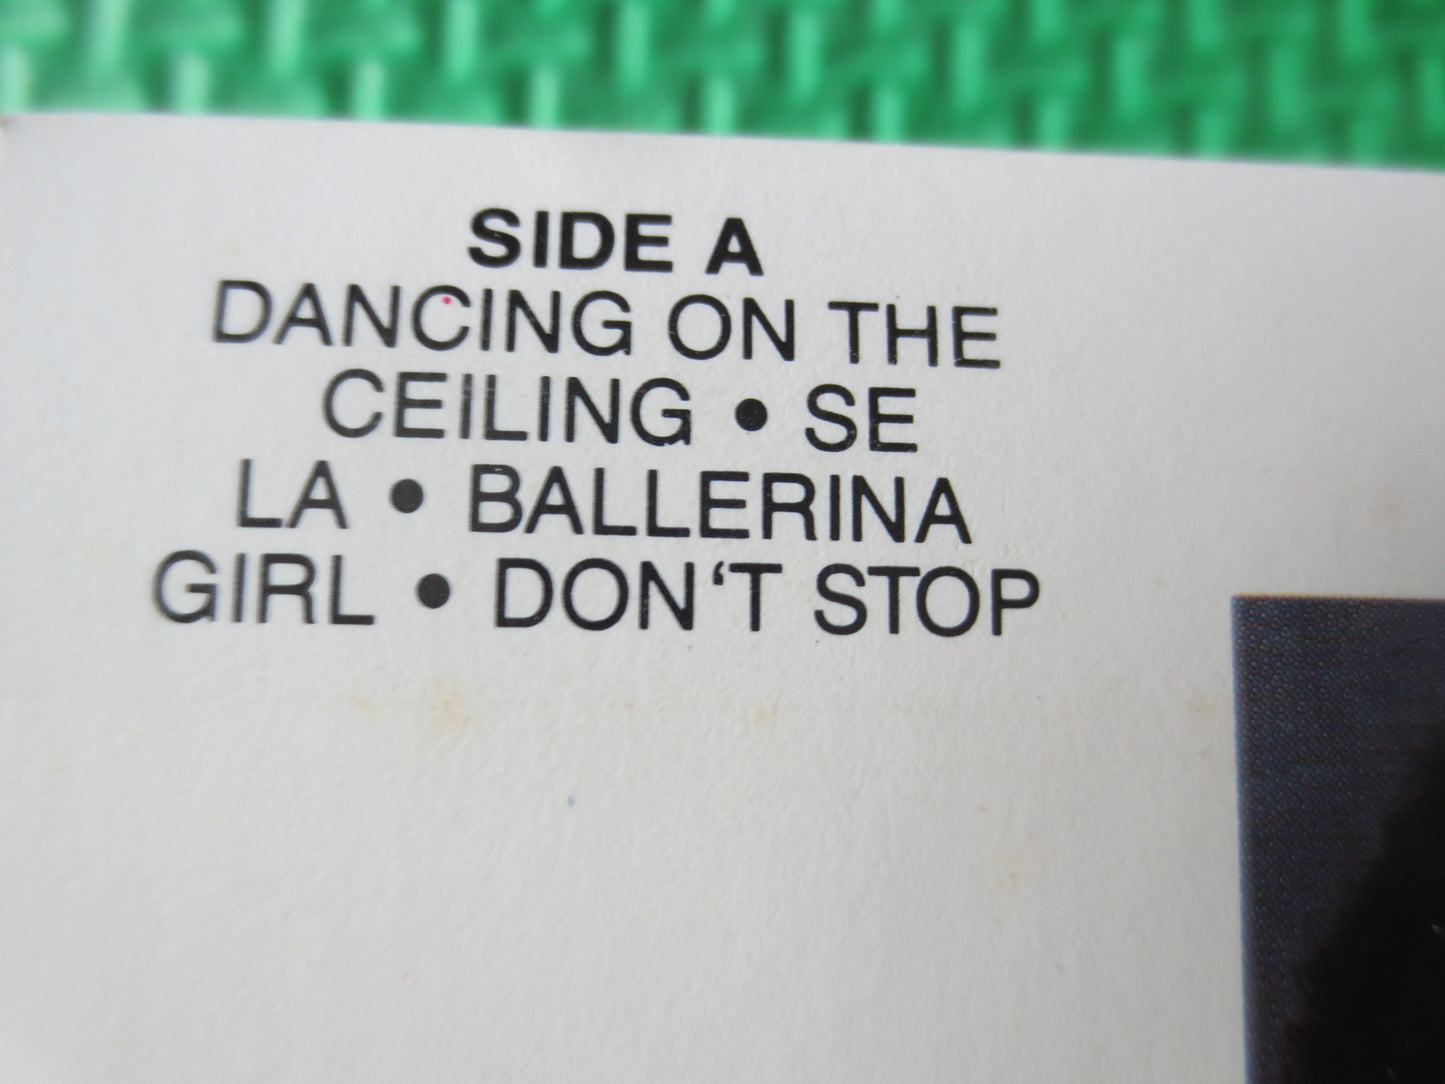 SIDE A
DANCING ON THE
CEILING • SE
LA • BALLERINA
GIRL • DON‘T STOP